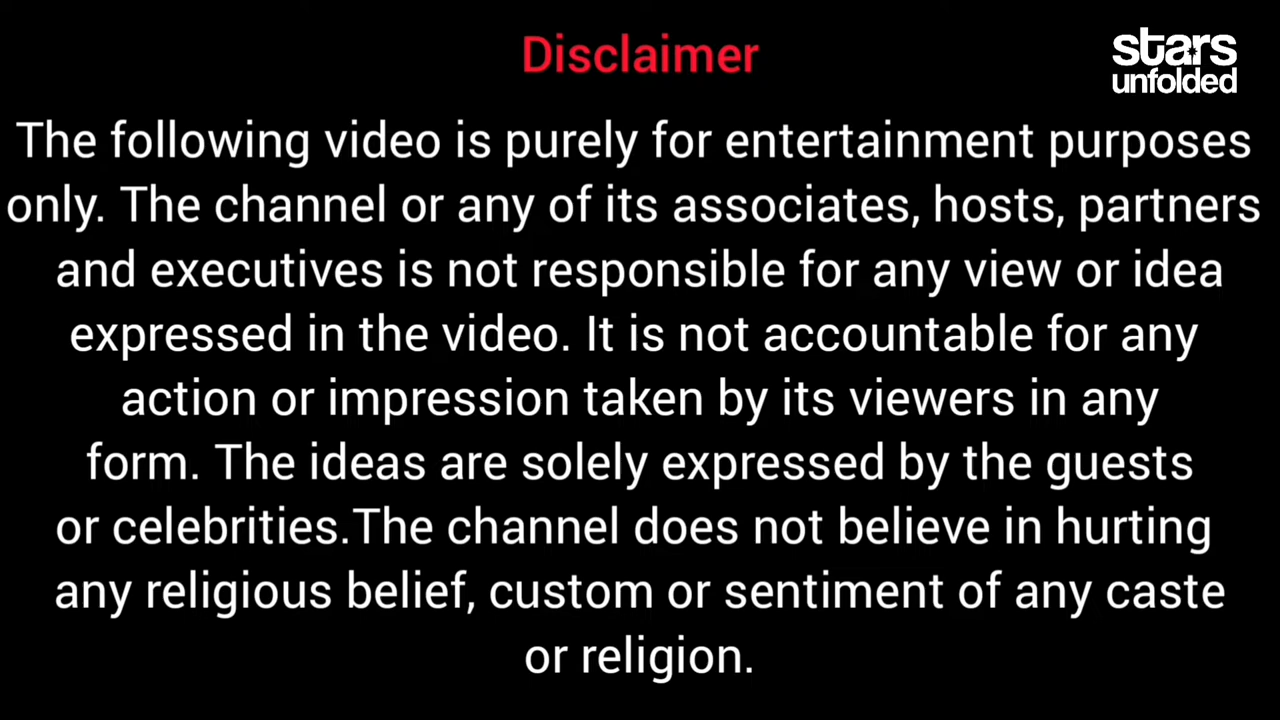 Disclaimer
stars
unfolded
The following video is purely for entertainment purposes
only. The channel or any of its associates, hosts, partners
and executives is not responsible for any view or idea
expressed in the video. It is not accountable for any
action or impression taken by its viewers in any
form. The ideas are solely expressed by the guests
or celebrities.The channel does not believe in hurting
any religious belief, custom or sentiment of any caste
or religion.